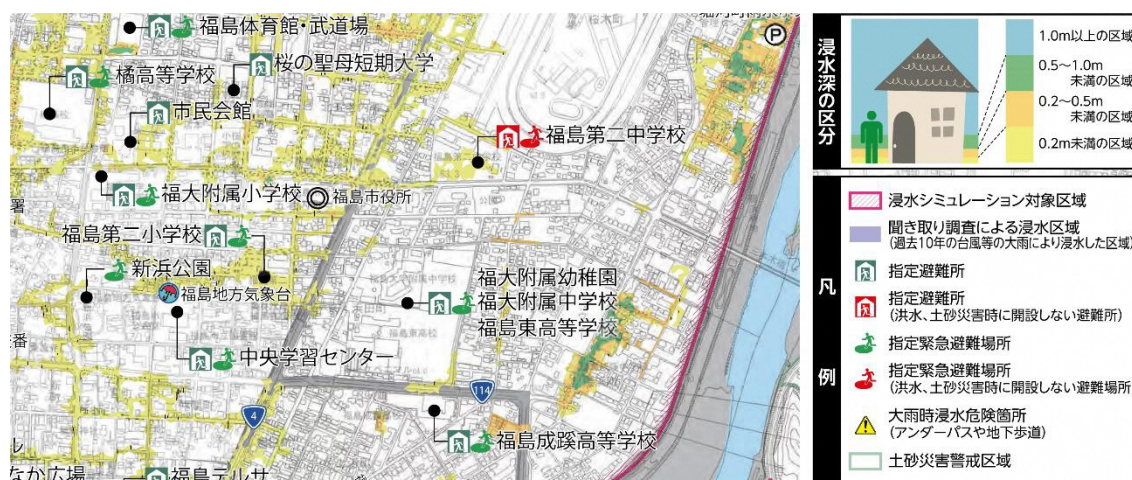 福島体育館・武道場
桜の聖母短期大学
橘高等学校
市民会館
福島第二中学校
福大附属小学校
福島市役所
署
福島第二小学校
新浜公園
福島地方気象台
福大附属幼稚園
福大附属中学校
福島東高等学校
中央学習センター
114
4
福島成蹊高等学校
なか広場
福島テルサ
P
浸水深の区分
1.0m以上の区域
0.5～1.0m
未満の区域
0.2～0.5m
未満の区域
0.2m未満の区域
凡例
浸水シミュレーション対象区域
聞き取り調査による浸水区域
(過去10年の台風等の大雨により浸水した区域)
指定避難所
指定避難所
(洪水、土砂災害時に開設しない避難所)
指定緊急避難場所
指定緊急避難場所
(洪水、土砂災害時に開設しない避難場所
大雨時浸水危険箇所
(アンダーパスや地下歩道)
土砂災害警戒区域